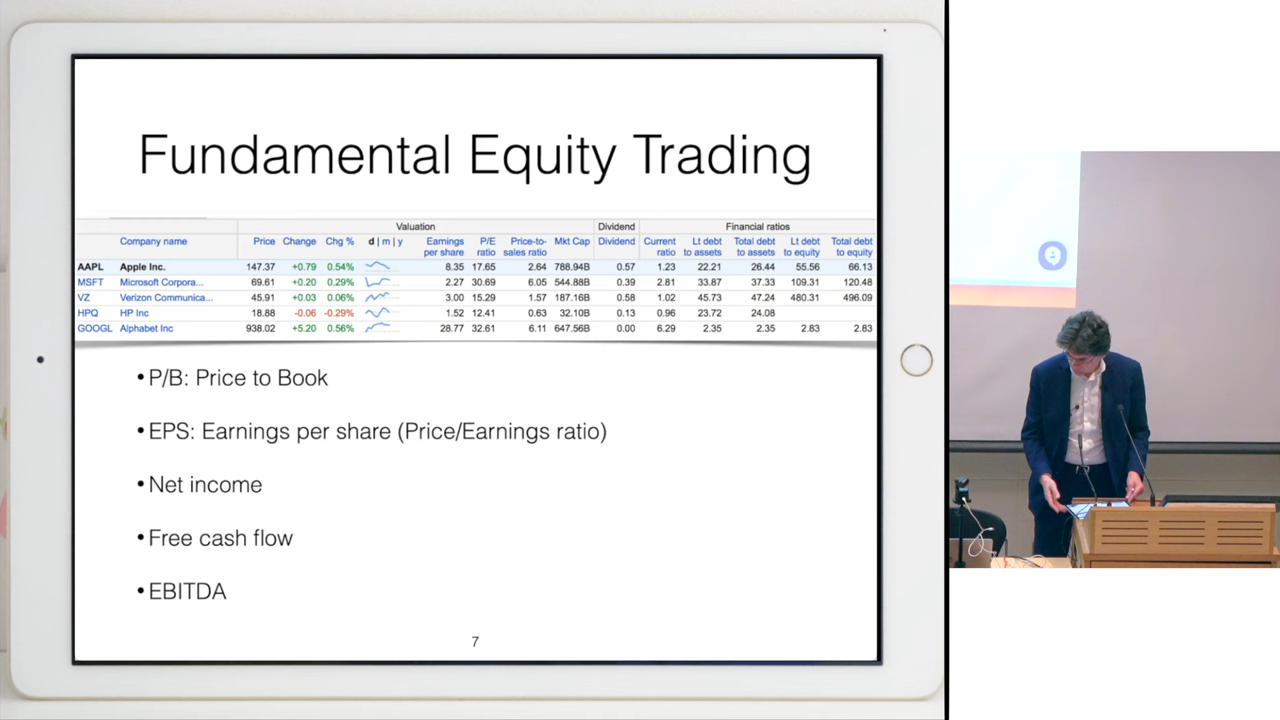 Fundamental Equity Trading
Valuation Dividend Financial ratios
Company name Price Change Chg % d | m | y Earnings per share P/E ratio Price-to-sales ratio Mkt Cap Dividend Current ratio Lt debt to assets Total debt to assets Lt debt to equity Total debt to equity
AAPL Apple Inc. 147.37 +0.79 0.54% 8.35 17.65 2.64 788.94B 0.57 1.23 22.21 26.44 55.56 66.13
MSFT Microsoft Corpora... 69.61 +0.20 0.29% 2.27 30.69 6.05 544.88B 0.39 2.81 33.87 37.33 109.31 120.48
VZ Verizon Communica... 45.91 +0.03 0.06% 3.00 15.29 1.57 187.16B 0.58 1.02 45.73 47.24 480.31 496.09
HPQ HP Inc 18.88 -0.06 -0.29% 1.52 12.41 0.63 32.10B 0.13 0.96 23.72 24.08
GOOGL Alphabet Inc 938.02 +5.20 0.56% 28.77 32.61 6.11 647.56B 0.00 6.29 2.35 2.35 2.83 2.83
• P/B: Price to Book
• EPS: Earnings per share (Price/Earnings ratio)
• Net income
• Free cash flow
• EBITDA
7